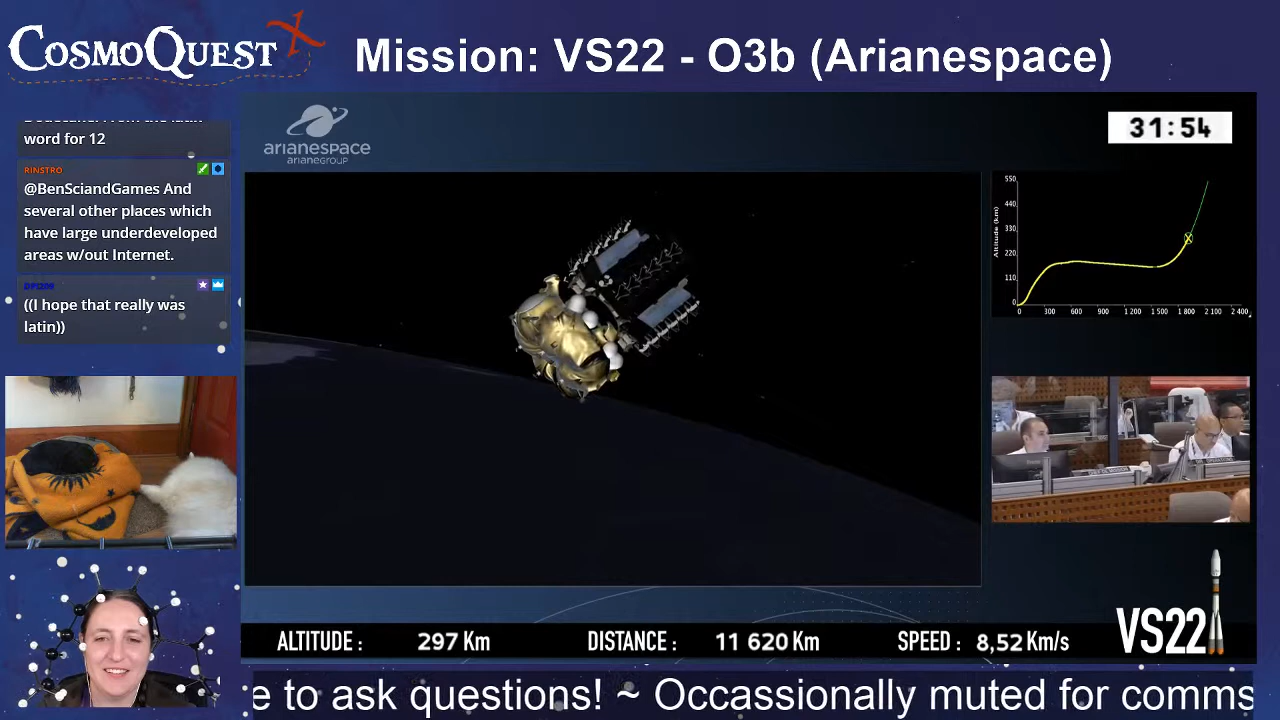 CosmoQuest X
Mission: VS22 - O3b (Arianespace)
word for 12
RINSTRO
@BenSciandGames And
several other places which
have large underdeveloped
areas w/out Internet.
((I hope that really was
latin))
arianespace
ARIANEGROUP
31:54
Altitude (km)
550
440
330
220
110
0
0 300 600 900 1 200 1 500 1 800 2 100 2 400
ALTITUDE : 297 Km DISTANCE : 11 620 Km SPEED : 8,52 Km/s
VS22
e to ask questions! ~ Occassionally muted for comms